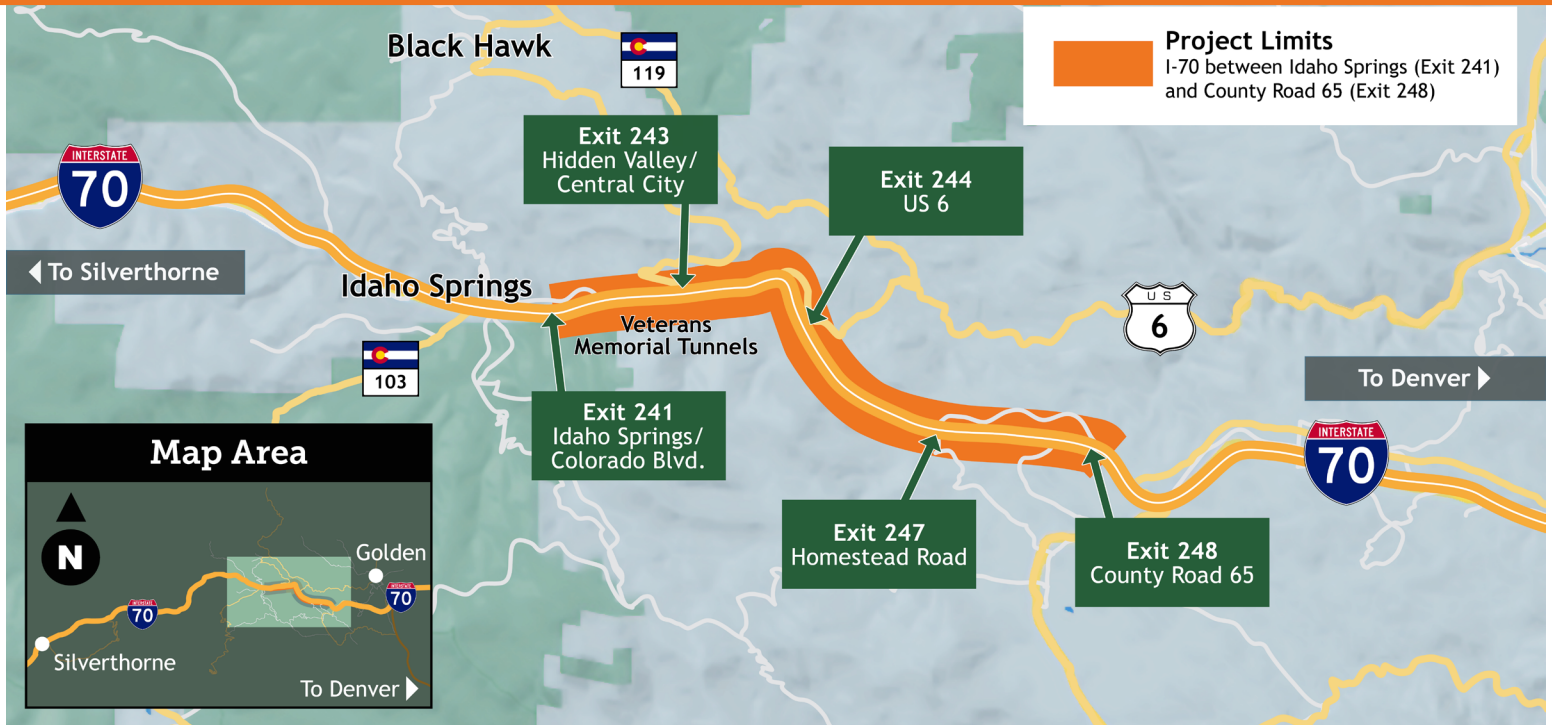 Black Hawk
119
Project Limits
I-70 between Idaho Springs (Exit 241)
and County Road 65 (Exit 248)
Exit 243
Hidden Valley/
Central City
Exit 244
US 6
INTERSTATE
70
To Silverthorne
Idaho Springs
Veterans
Memorial Tunnels
U S
6
103
To Denver
Exit 241
Idaho Springs/
Colorado Blvd.
INTERSTATE
70
Exit 247
Homestead Road
Exit 248
County Road 65
Map Area
N
Golden
INTERSTATE
70
INTERSTATE
70
Silverthorne
To Denver